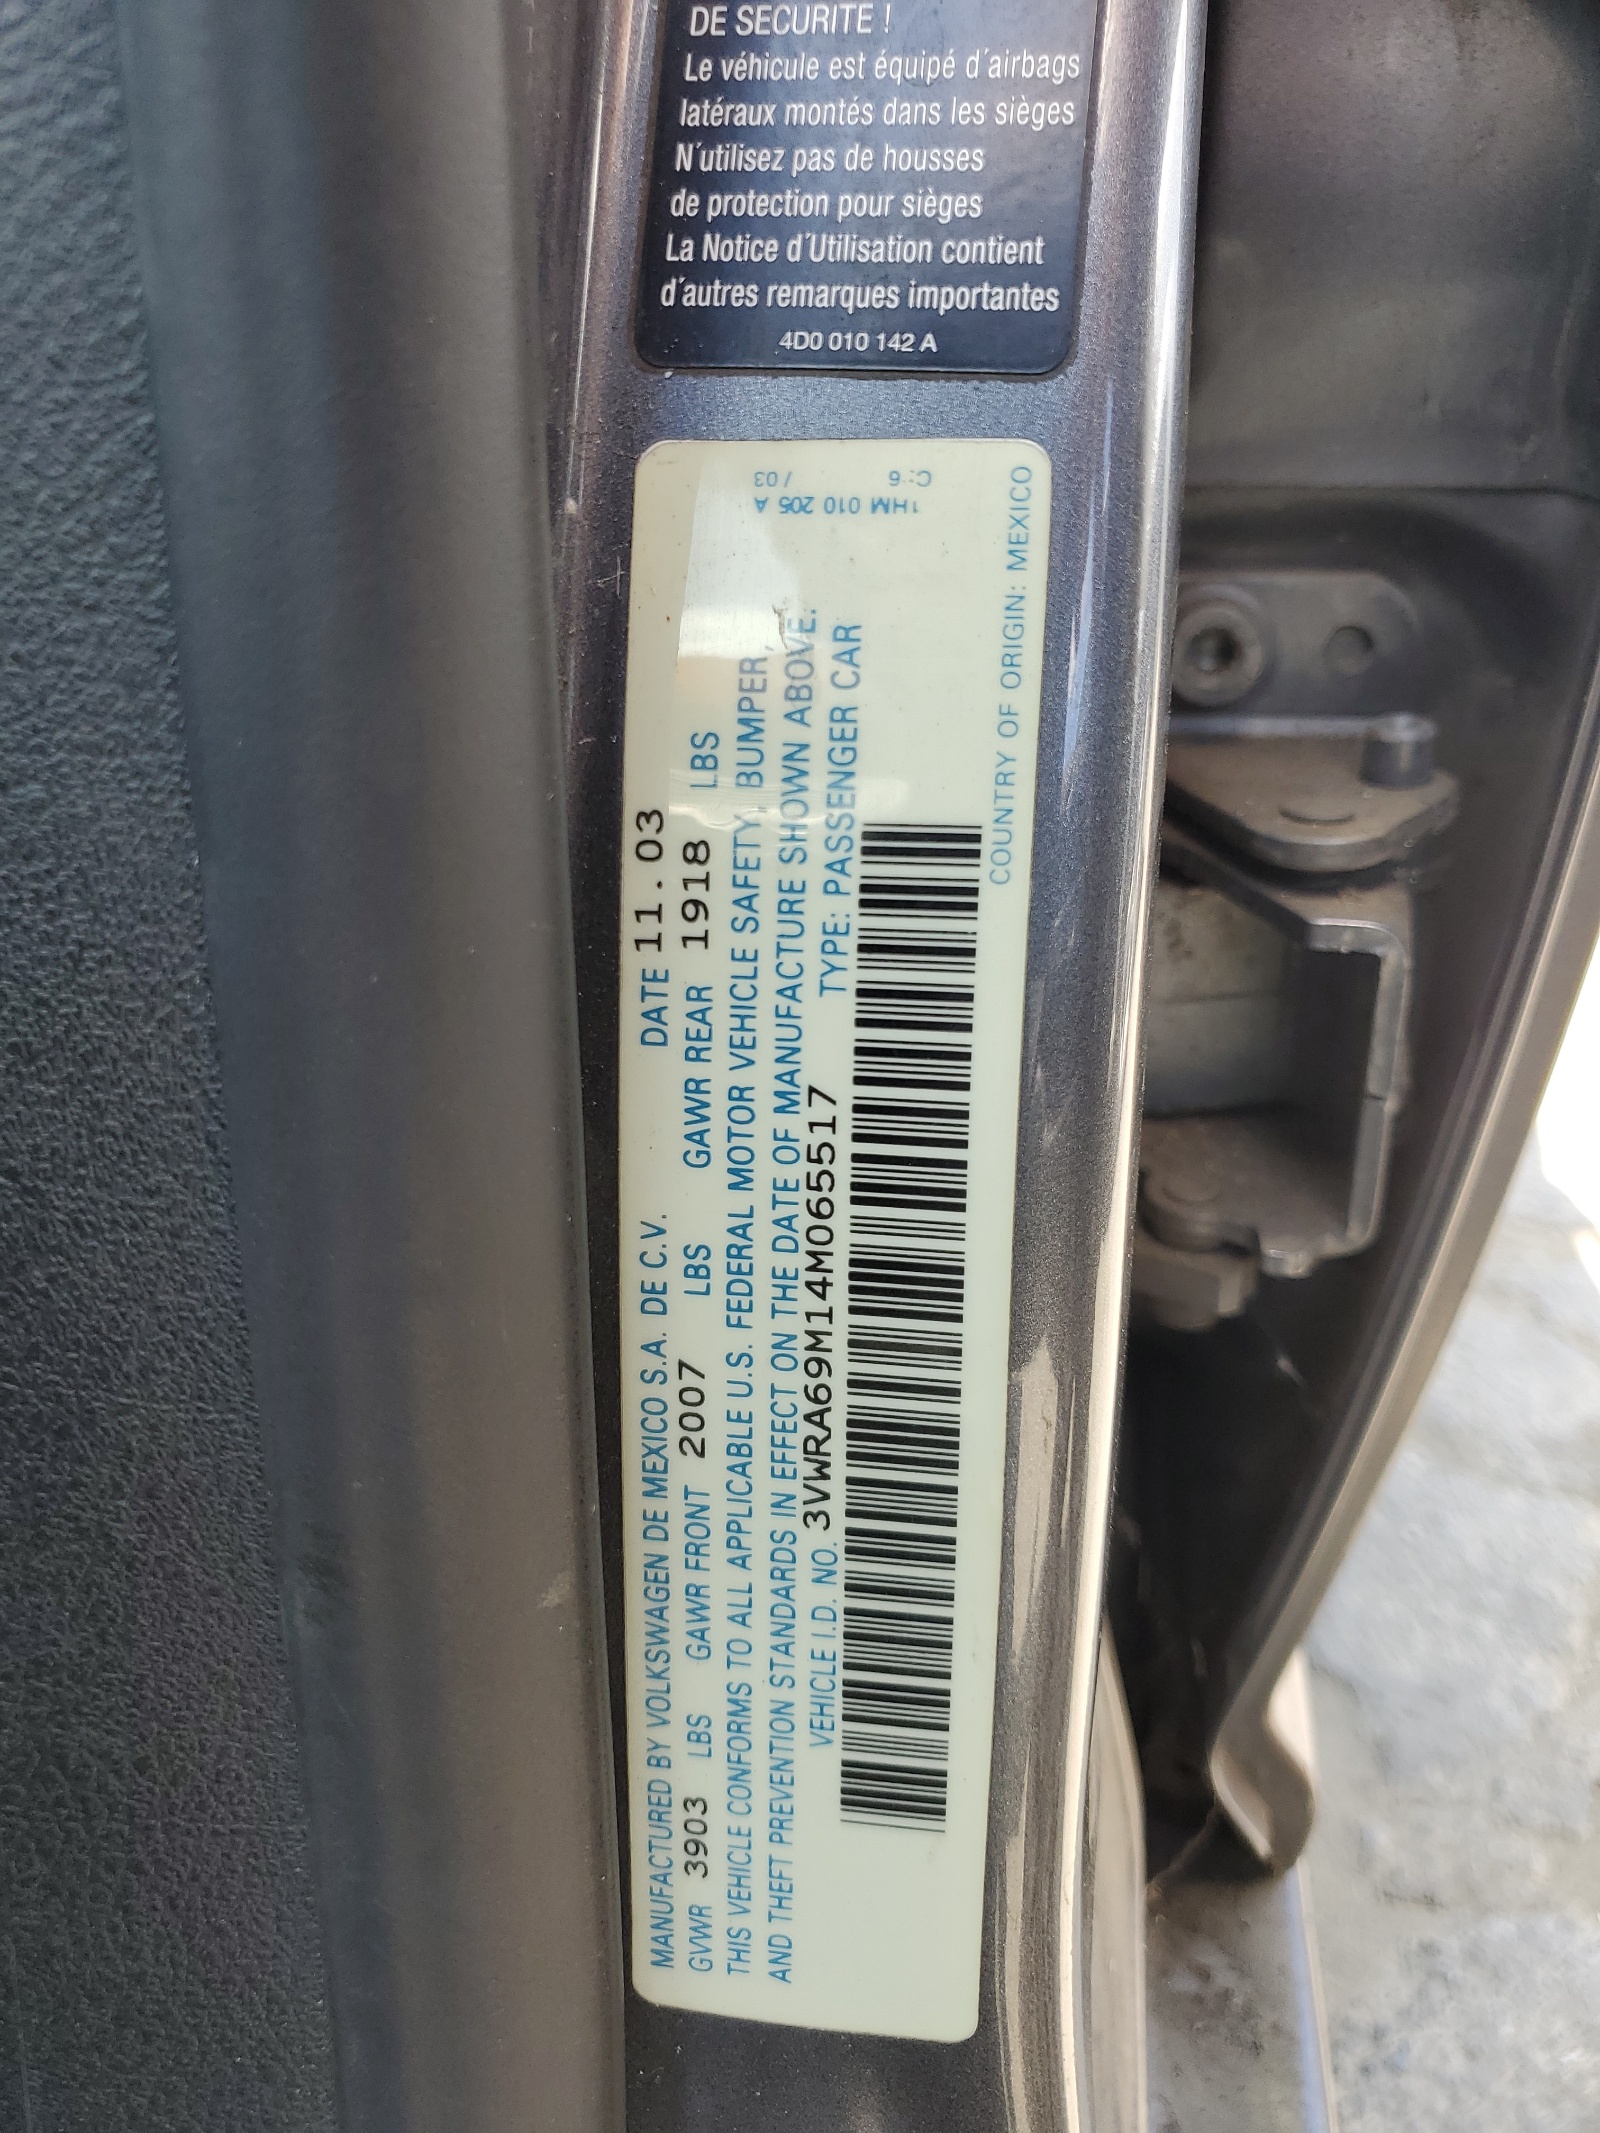 DE SECURITE !
Le véhicule est équipé d´airbags
latéraux montés dans les sièges
N´utilisez pas de housses
de protection pour sièges
La Notice d´Utilisation contient
d´autres remarques importantes
4D0 010 142 A
MANUFACTURED BY VOLKSWAGEN DE MEXICO S.A. DE C.V. DATE 11.03
GVWR 3903 LBS GAWR FRONT 2007 LBS GAWR REAR 1918 LBS
THIS VEHICLE CONFORMS TO ALL APPLICABLE U.S. FEDERAL MOTOR VEHICLE SAFETY, BUMPER,
AND THEFT PREVENTION STANDARDS IN EFFECT ON THE DATE OF MANUFACTURE SHOWN ABOVE.
VEHICLE I.D. NO. 3VWRA69M14M065517 TYPE: PASSENGER CAR
COUNTRY OF ORIGIN: MEXICO
1HM 010 205 A
C:6 /03